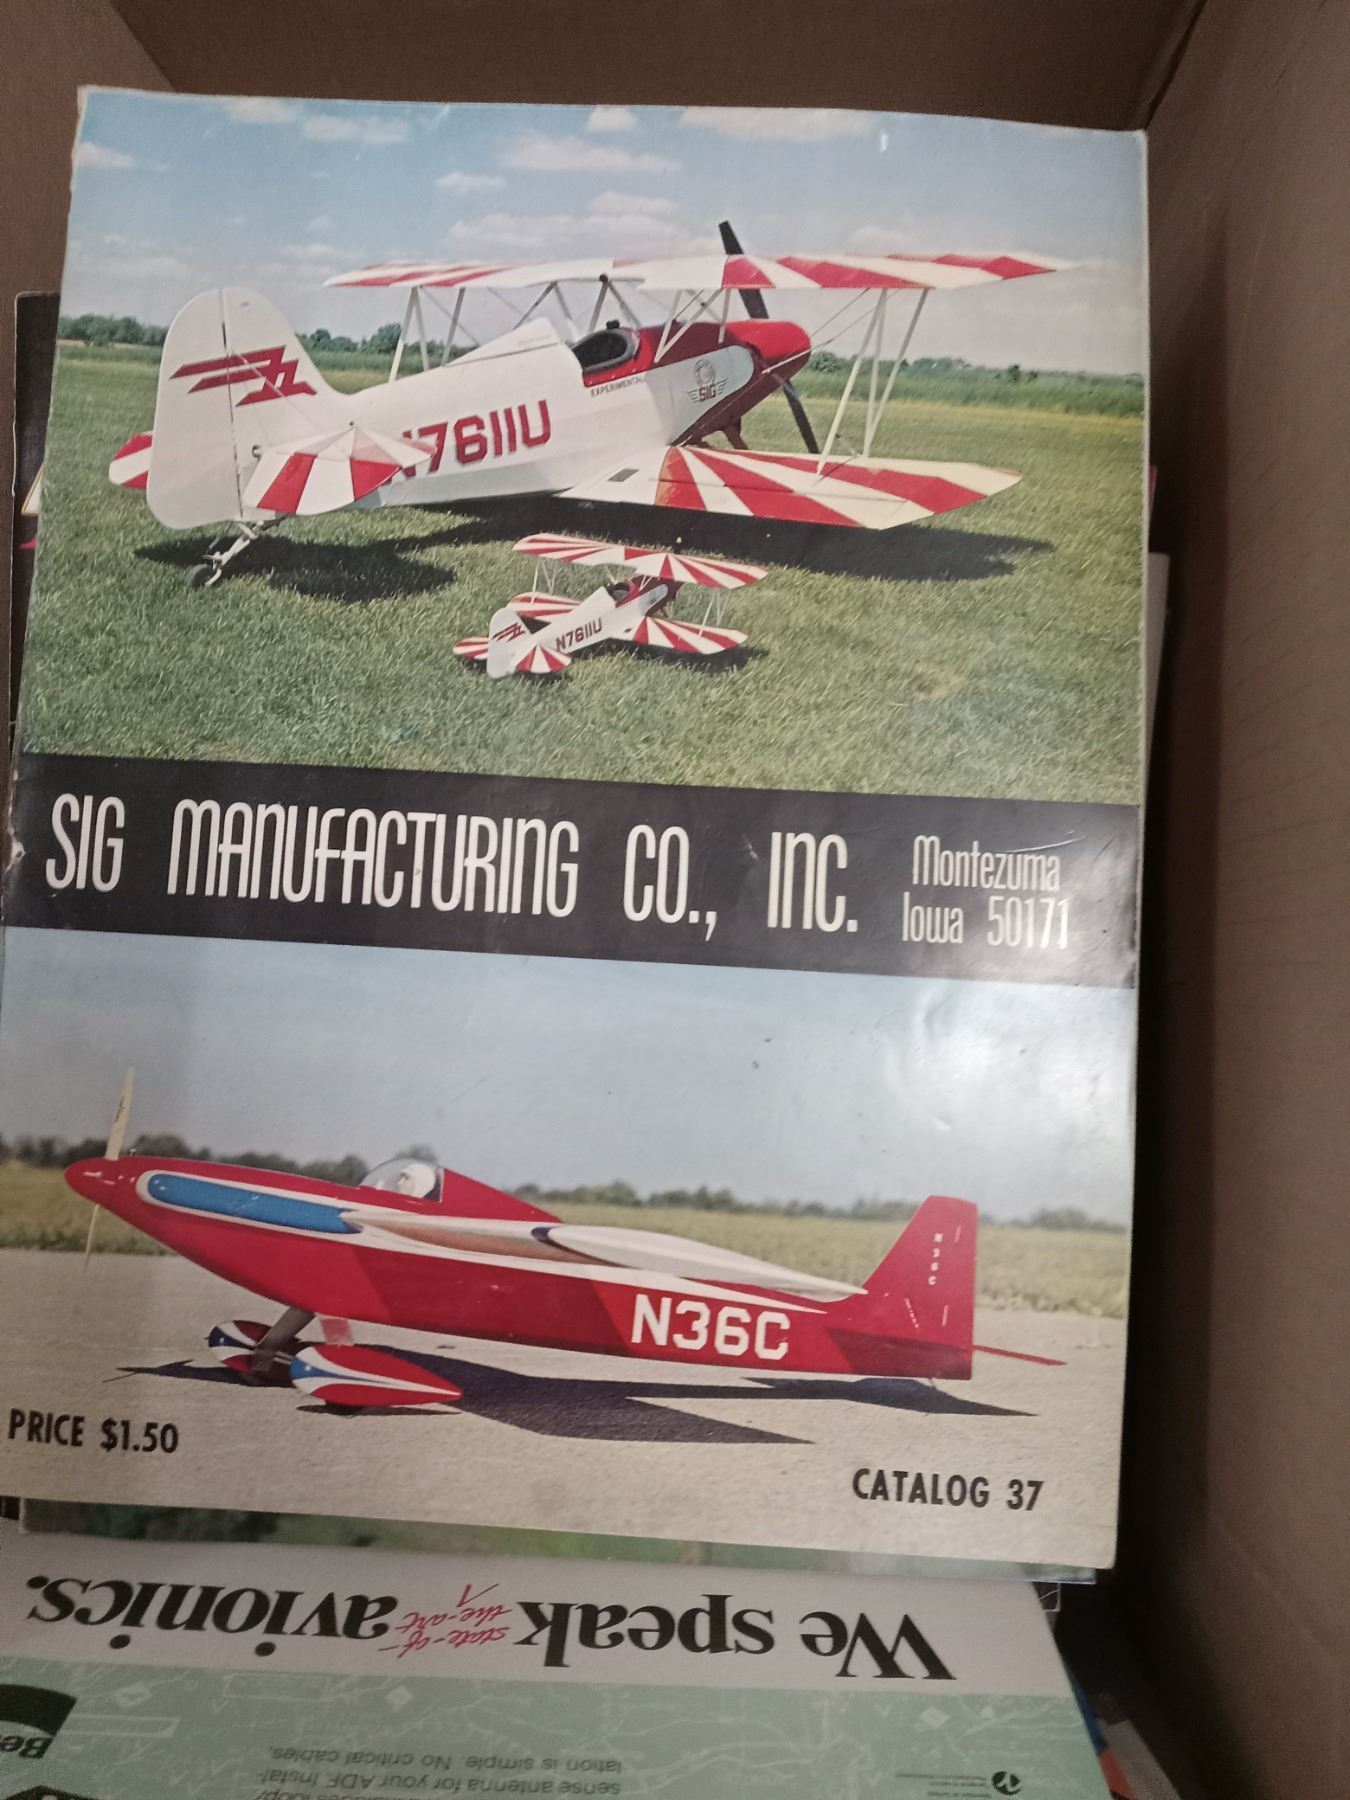 EXPERIMENTAL
SIG
N7611U
N7611U
SIG MANUFACTURING CO., INC.
Montezuma
Iowa 50171
N36C
N36C
PRICE $1.50
CATALOG 37
We speak state-of-the-art avionics.
sense antenna for your ADF. Instal-
lation is simple. No critical cables.